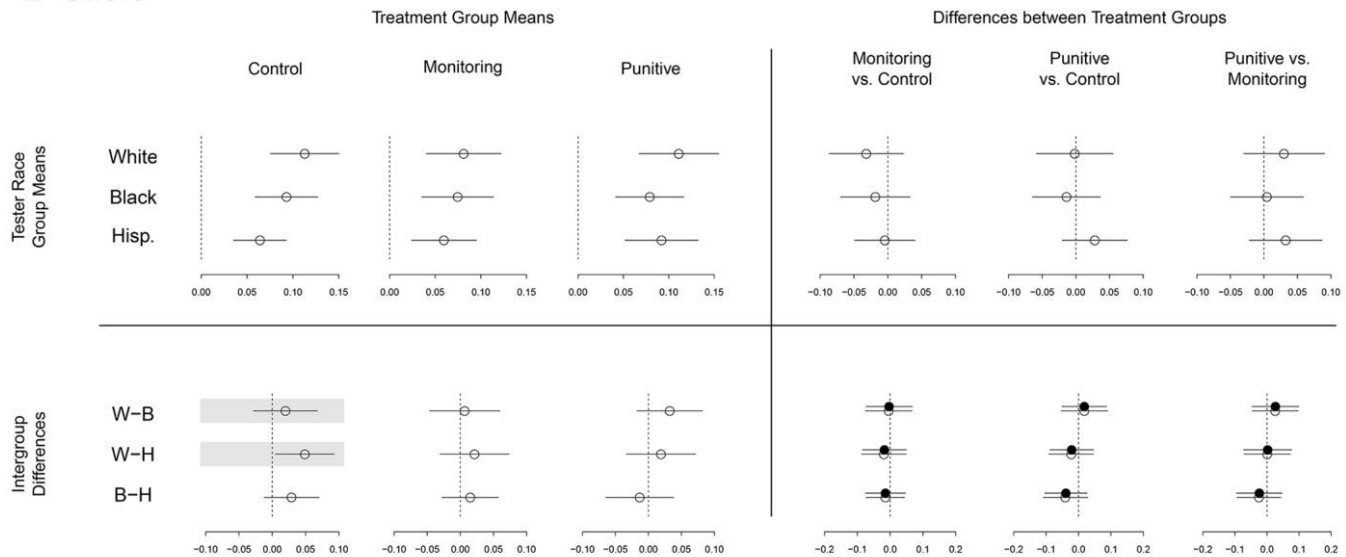 Treatment Group Means
Differences between Treatment Groups
Control
Monitoring
Punitive
Monitoring vs. Control
Punitive vs. Control
Punitive vs. Monitoring
Tester Race Group Means
White
Black
Hisp.
0.00 0.05 0.10 0.15
0.00 0.05 0.10 0.15
0.00 0.05 0.10 0.15
−0.10 −0.05 0.00 0.05 0.10
−0.10 −0.05 0.00 0.05 0.10
−0.10 −0.05 0.00 0.05 0.10
Intergroup Differences
W−B
W−H
B−H
−0.10 −0.05 0.00 0.05 0.10
−0.10 −0.05 0.00 0.05 0.10
−0.10 −0.05 0.00 0.05 0.10
−0.2 −0.1 0.0 0.1 0.2
−0.2 −0.1 0.0 0.1 0.2
−0.2 −0.1 0.0 0.1 0.2